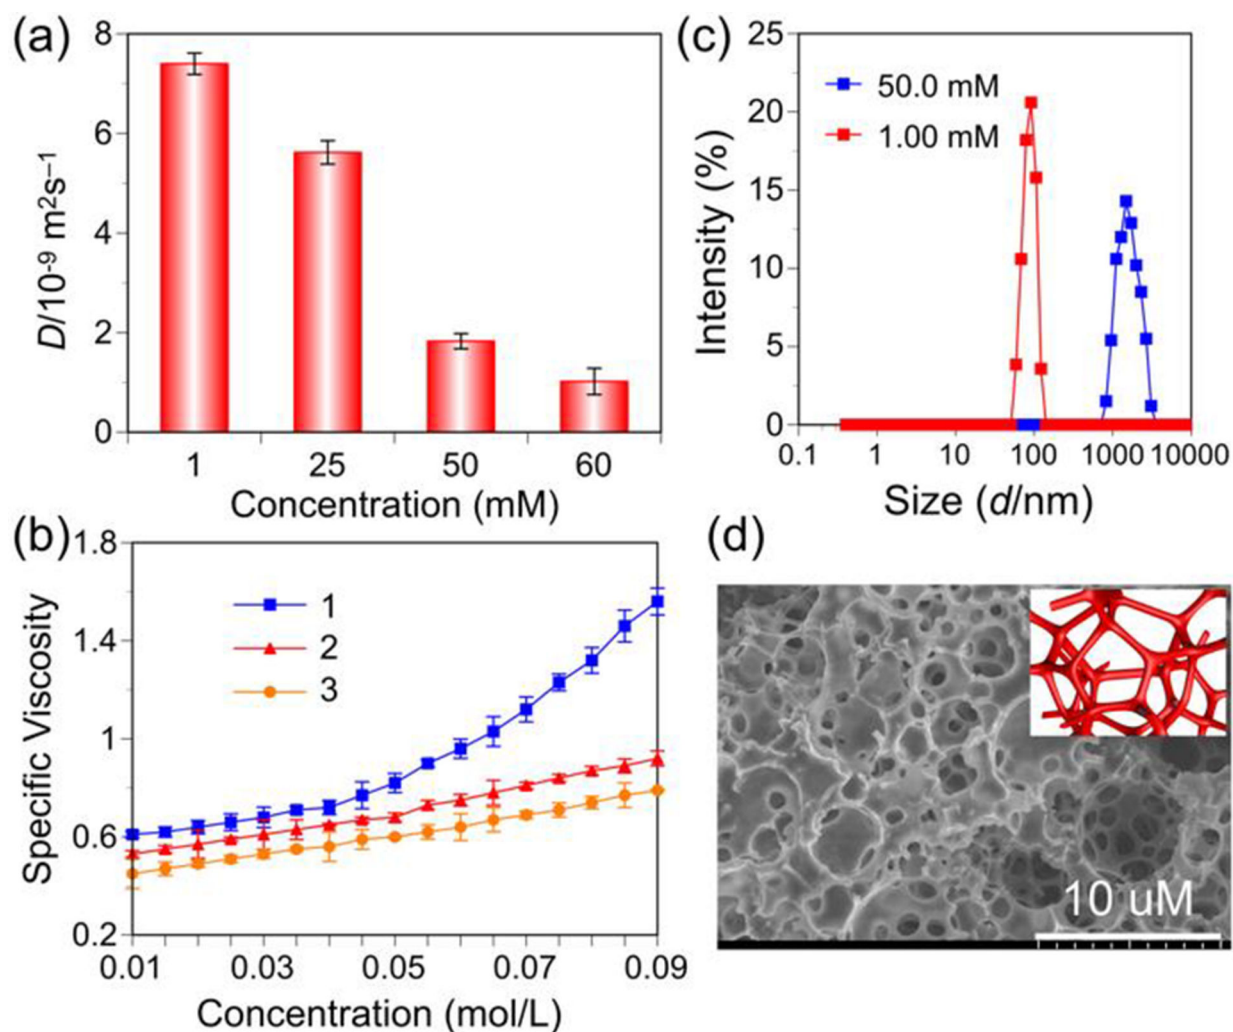 (a)
8
6
4
2
0
D/10⁻⁹ m²s⁻¹
1 25 50 60
Concentration (mM)
(c)
25
20
15
10
5
0
Intensity (%)
50.0 mM
1.00 mM
0.1 1 10 100 1000 10000
Size (d/nm)
(b)
1.8
1.4
1
0.6
0.2
Specific Viscosity
1
2
3
0.01 0.03 0.05 0.07 0.09
Concentration (mol/L)
(d)
10 uM